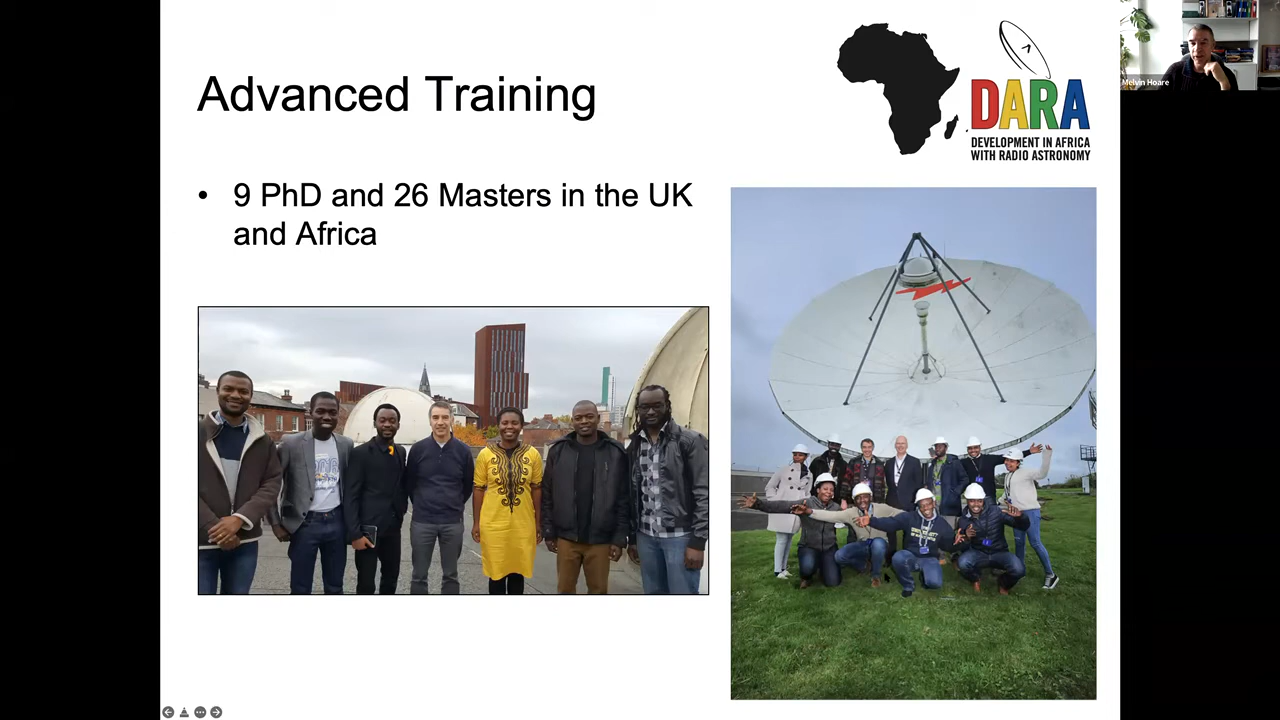 Advanced Training
DARA
DEVELOPMENT IN AFRICA
WITH RADIO ASTRONOMY
Melvin Hoare
• 9 PhD and 26 Masters in the UK
and Africa